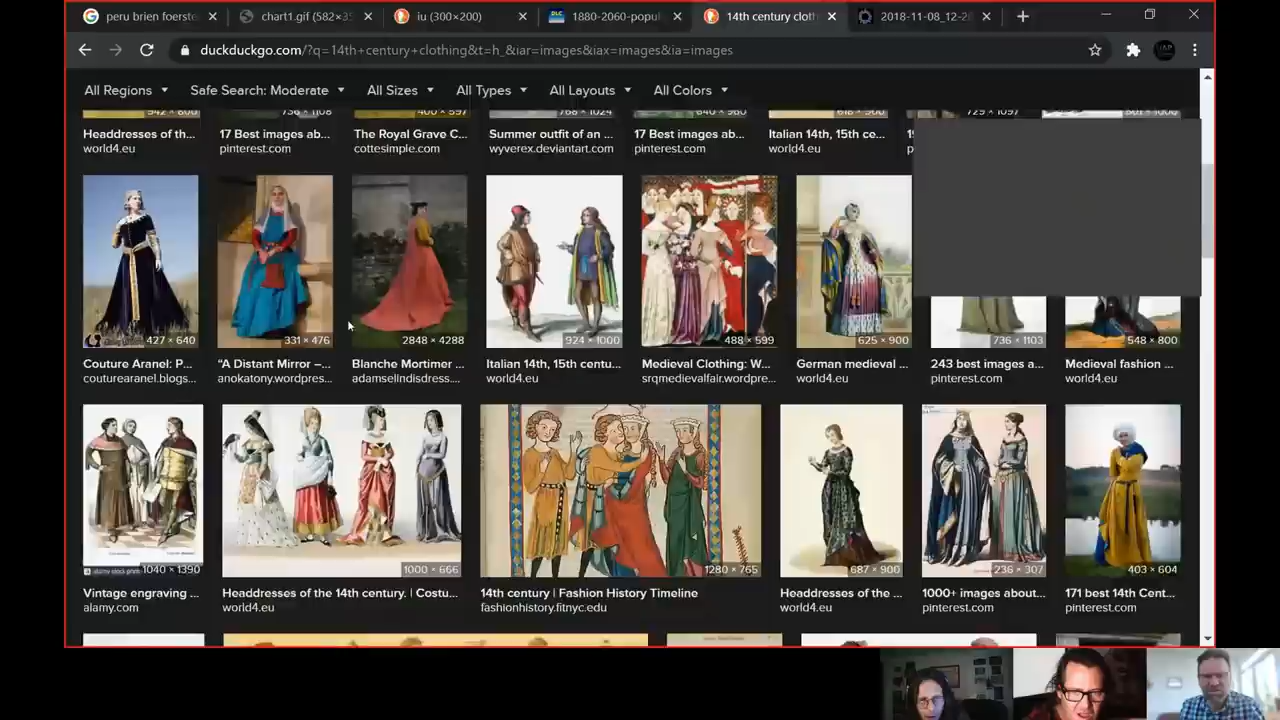 peru brien foerste
chart1.gif (582×35
iu (300×200)
1880-2060-popul
14th century cloth
2018-11-08_12-28
duckduckgo.com/?q=14th+century+clothing&t=h_&iar=images&iax=images&ia=images
All Regions
Safe Search: Moderate
All Sizes
All Types
All Layouts
All Colors
Headdresses of th...
17 Best images ab...
The Royal Grave C...
Summer outfit of an ...
17 Best images ab...
Italian 14th, 15th ce...
world4.eu
pinterest.com
cottesimple.com
wyverex.deviantart.com
pinterest.com
world4.eu
427 × 640
331 × 476
2848 × 4288
924 × 1000
488 × 599
625 × 900
736 × 1103
548 × 800
Couture Aranel: P...
"A Distant Mirror –...
Blanche Mortimer ...
Italian 14th, 15th centu...
Medieval Clothing: W...
German medieval ...
243 best images a...
Medieval fashion ...
couturearanel.blogs...
anokatony.wordpres...
adamselindisdress....
world4.eu
srqmedievalfair.wordpre...
world4.eu
pinterest.com
world4.eu
1040 × 1390
1000 × 666
1280 × 765
687 × 900
236 × 307
403 × 604
Vintage engraving ...
Headdresses of the 14th century. | Costu...
14th century | Fashion History Timeline
Headdresses of the ...
1000+ images about...
171 best 14th Cent...
alamy.com
world4.eu
fashionhistory.fitnyc.edu
world4.eu
pinterest.com
pinterest.com